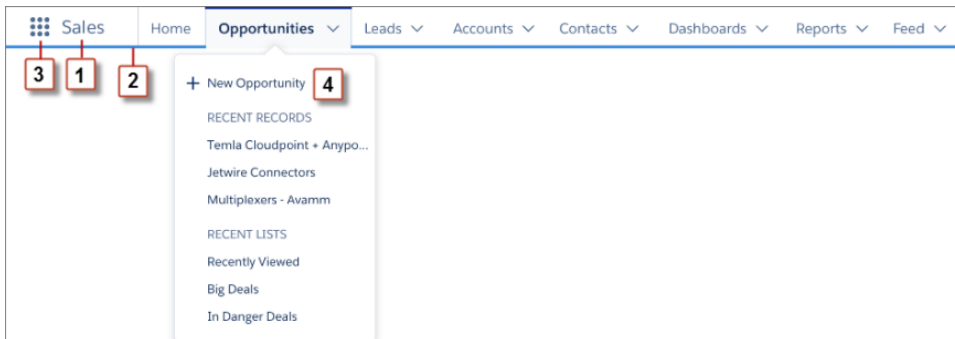 Sales Home Opportunities Leads Accounts Contacts Dashboards Reports Feed
3 1 2
+ New Opportunity 4
RECENT RECORDS
Temla Cloudpoint + Anypo...
Jetwire Connectors
Multiplexers - Avamm
RECENT LISTS
Recently Viewed
Big Deals
In Danger Deals